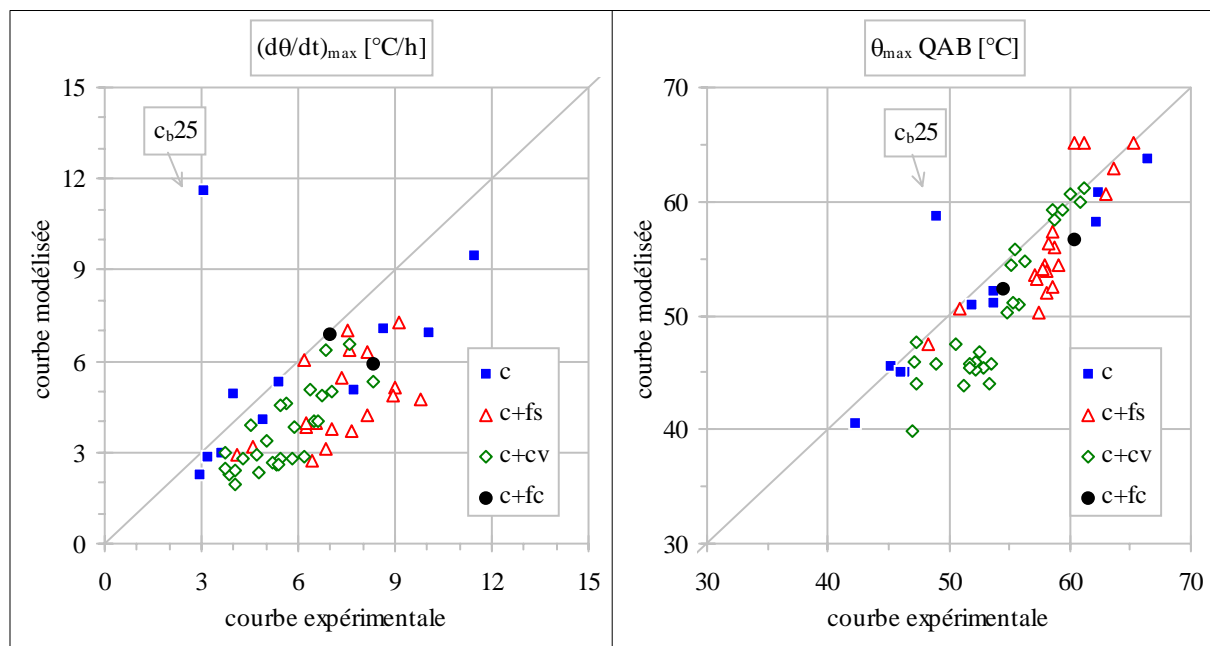 (dθ/dt)max [°C/h]
15
12
9
6
3
0
courbe modélisée
cb25
c
c+fs
c+cv
c+fc
0 3 6 9 12 15
courbe expérimentale
θmax QAB [°C]
70
60
50
40
30
courbe modélisée
cb25
c
c+fs
c+cv
c+fc
30 40 50 60 70
courbe expérimentale